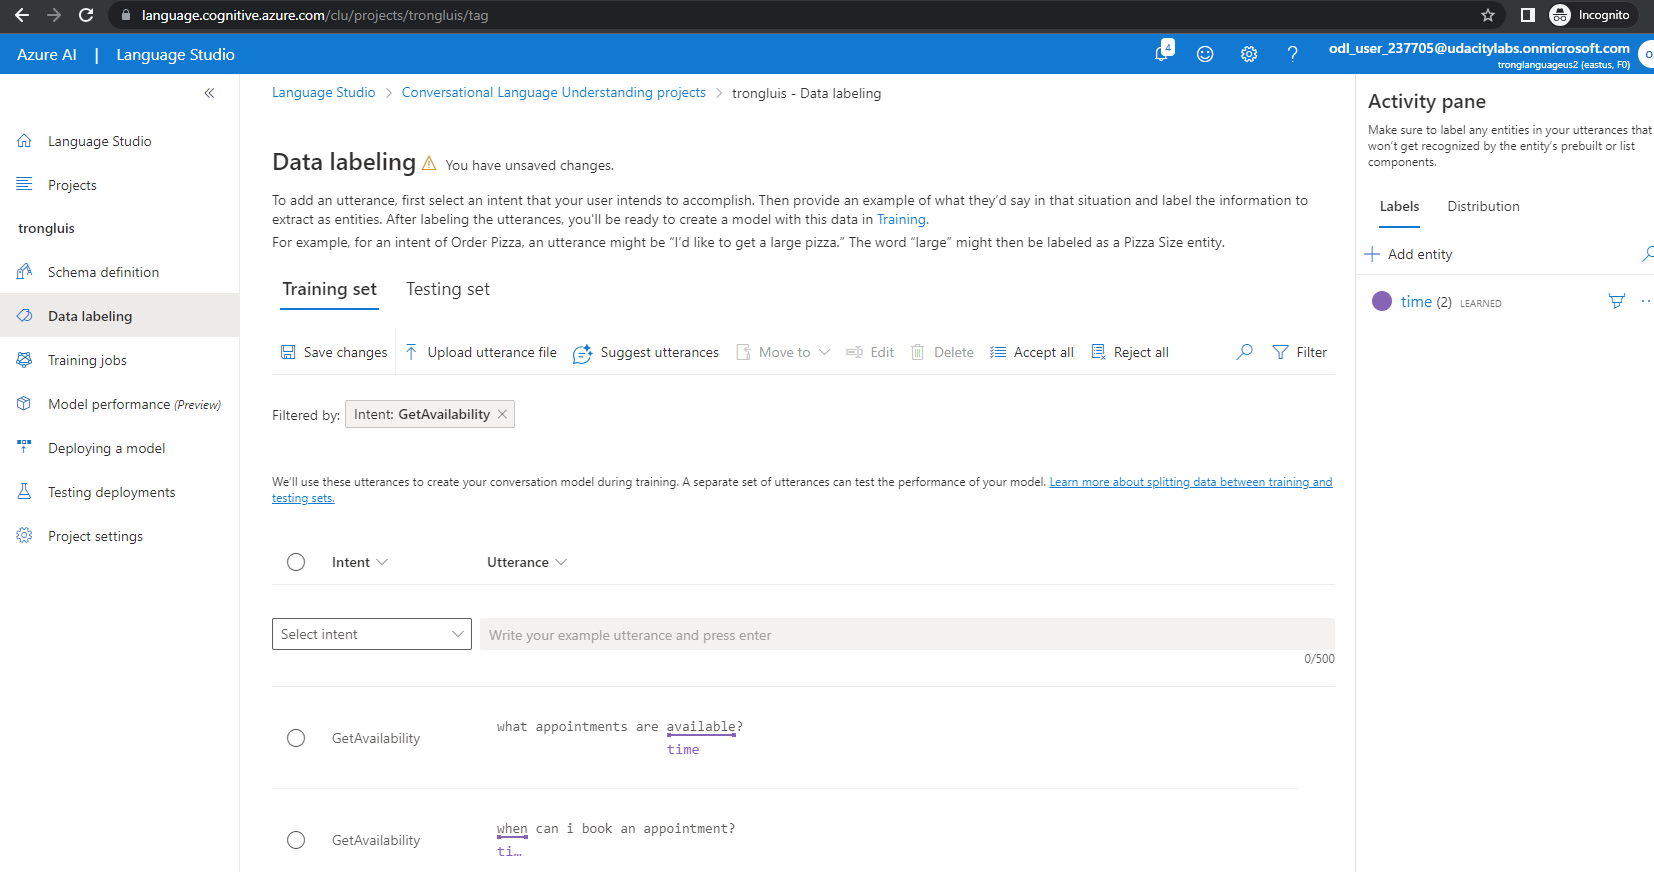 language.cognitive.azure.com/clu/projects/trongluis/tag
Incognito
Azure AI | Language Studio
4
odl_user_237705@udacitylabs.onmicrosoft.com
tronglanguageus2 (eastus, F0)
Language Studio
Projects
trongluis
Schema definition
Data labeling
Training jobs
Model performance (Preview)
Deploying a model
Testing deployments
Project settings
Language Studio > Conversational Language Understanding projects > trongluis - Data labeling
Data labeling You have unsaved changes.
To add an utterance, first select an intent that your user intends to accomplish. Then provide an example of what they'd say in that situation and label the information to
extract as entities. After labeling the utterances, you'll be ready to create a model with this data in Training.
For example, for an intent of Order Pizza, an utterance might be “I'd like to get a large pizza.” The word “large” might then be labeled as a Pizza Size entity.
Training set Testing set
Save changes Upload utterance file Suggest utterances Move to Edit Delete Accept all Reject all Filter
Filtered by: Intent: GetAvailability
We'll use these utterances to create your conversation model during training. A separate set of utterances can test the performance of your model. Learn more about splitting data between training and
testing sets.
Intent Utterance
Select intent Write your example utterance and press enter
0/500
GetAvailability what appointments are available?
time
GetAvailability when can i book an appointment?
ti...
Activity pane
Make sure to label any entities in your utterances that
won't get recognized by the entity's prebuilt or list
components.
Labels Distribution
Add entity
time (2) LEARNED